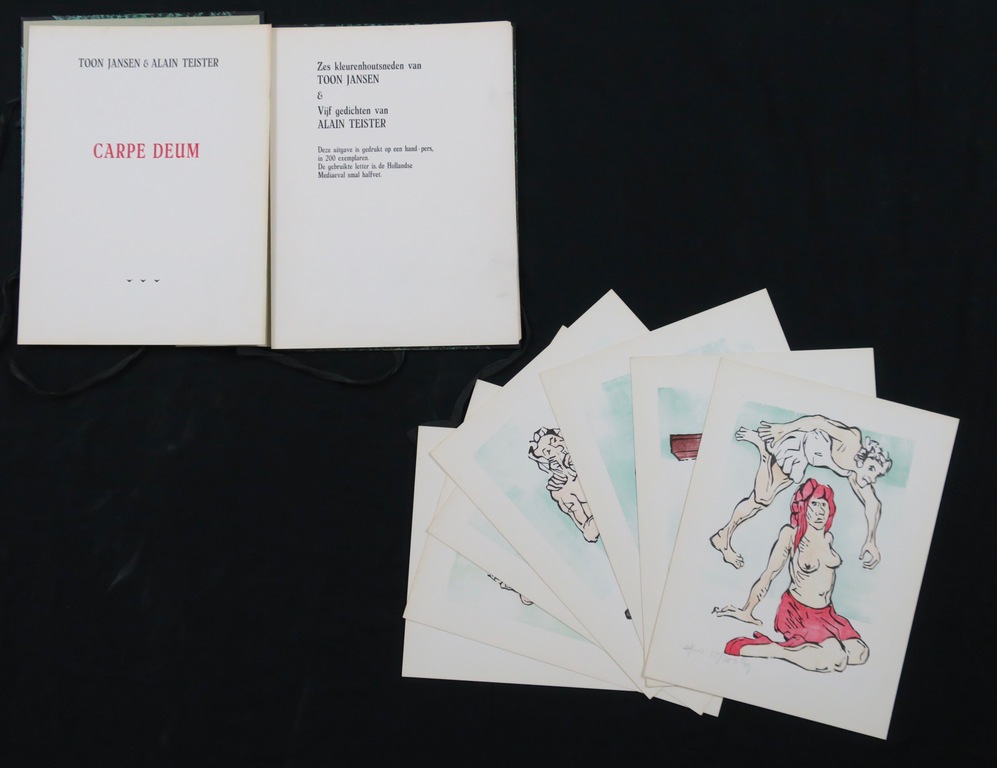 TOON JANSEN & ALAIN TEISTER
CARPE DEUM
Zes kleurenhoutsneden van
TOON JANSEN
&
Vijf gedichten van
ALAIN TEISTER
Deze uitgave is gedrukt op een hand-pers,
in 200 exemplaren.
De gebruikte letter is de Hollandse
Mediaeval smal halfvet.